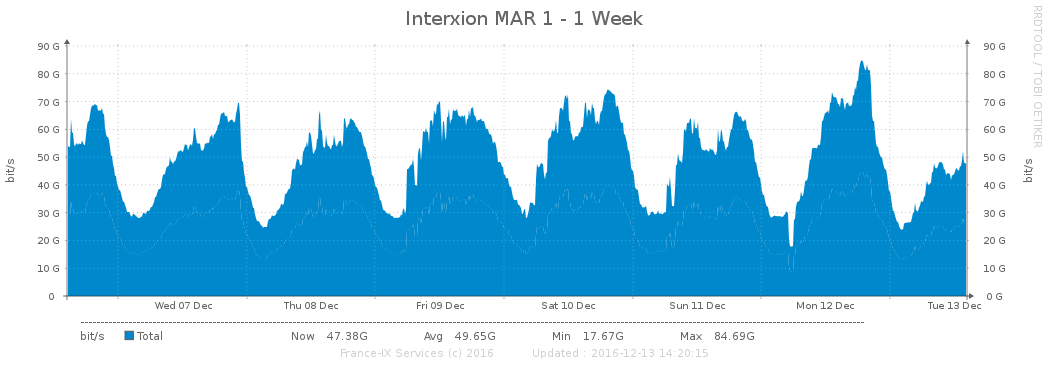 Interxion MAR 1 - 1 Week
RRDTOOL / TOBI OETIKER
bit/s
90 G 90 G
80 G 80 G
70 G 70 G
60 G 60 G
50 G 50 G
40 G 40 G
30 G 30 G
20 G 20 G
10 G 10 G
0 0 G
bit/s
Wed 07 Dec Thu 08 Dec Fri 09 Dec Sat 10 Dec Sun 11 Dec Mon 12 Dec Tue 13 Dec
bit/s Total Now 47.38G Avg 49.65G Min 17.67G Max 84.69G
France-IX Services (c) 2016 Updated : 2016-12-13 14:20:15